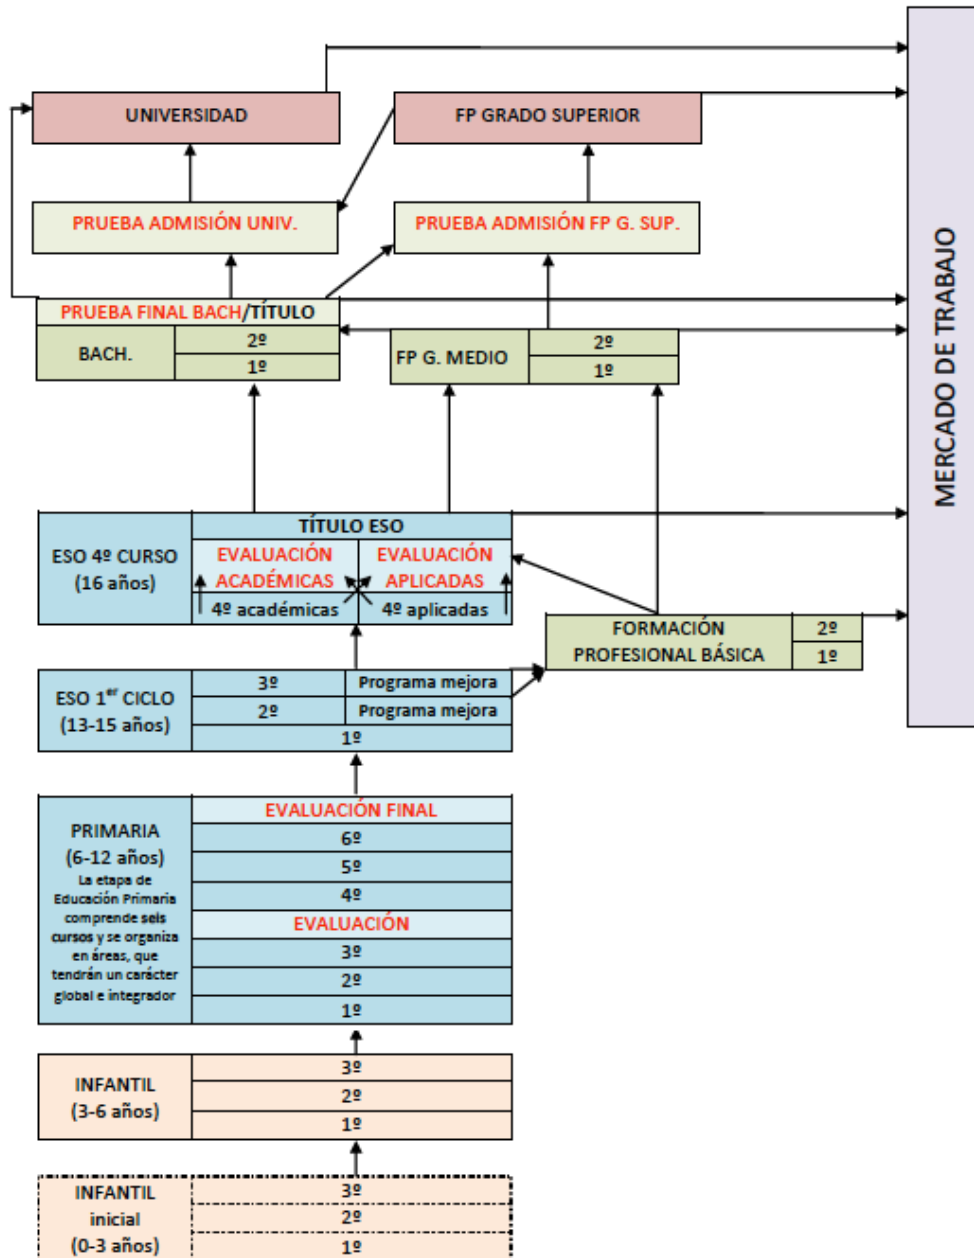 UNIVERSIDAD
FP GRADO SUPERIOR
PRUEBA ADMISIÓN UNIV.
PRUEBA ADMISIÓN FP G. SUP.
MERCADO DE TRABAJO
PRUEBA FINAL BACH/TÍTULO
BACH.
2º
1º
FP G. MEDIO
2º
1º
ESO 4º CURSO
(16 años)
TÍTULO ESO
EVALUACIÓN
ACADÉMICAS
EVALUACIÓN
APLICADAS
4º académicas
4º aplicadas
FORMACIÓN
PROFESIONAL BÁSICA
2º
1º
ESO 1er CICLO
(13-15 años)
3º
Programa mejora
2º
Programa mejora
1º
PRIMARIA
(6-12 años)
La etapa de
Educación Primaria
comprende seis
cursos y se organiza
en áreas, que
tendrán un carácter
global e integrador
EVALUACIÓN FINAL
6º
5º
4º
EVALUACIÓN
3º
2º
1º
INFANTIL
(3-6 años)
3º
2º
1º
INFANTIL
inicial
(0-3 años)
3º
2º
1º